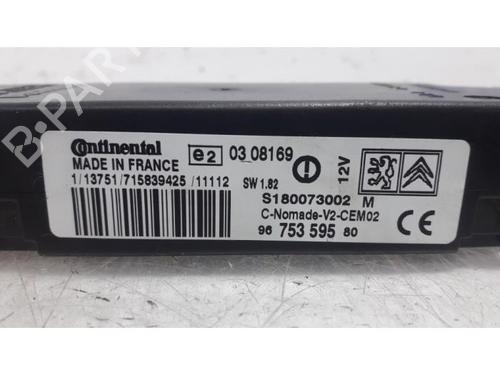 Continental
e2
03 08169
12V
MADE IN FRANCE
1/13751/715839425/11112
SW 1.82
S180073002 M
C-Nomade-V2-CEM02
96 753 595 80
CE
B-PARTS